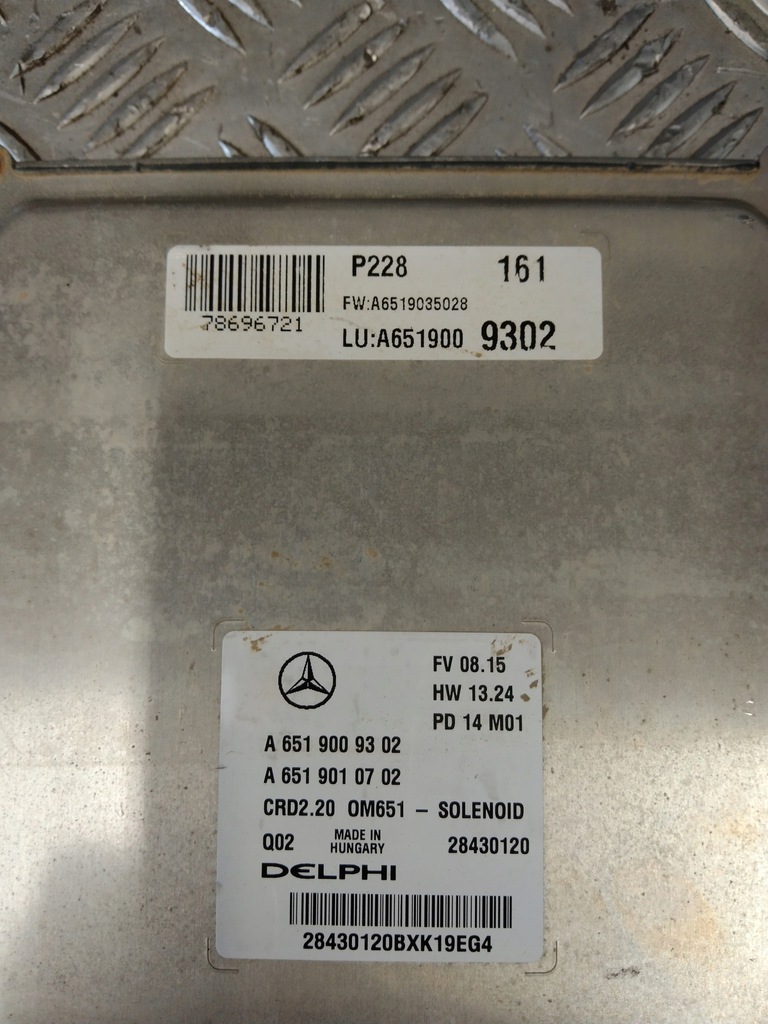 P228 161
FW:A6519035028
78696721
LU:A651900 9302
FV 08.15
HW 13.24
PD 14 M01
A 651 900 93 02
A 651 901 07 02
CRD2.20 OM651 – SOLENOID
Q02 MADE IN HUNGARY 28430120
DELPHI
28430120BXK19EG4